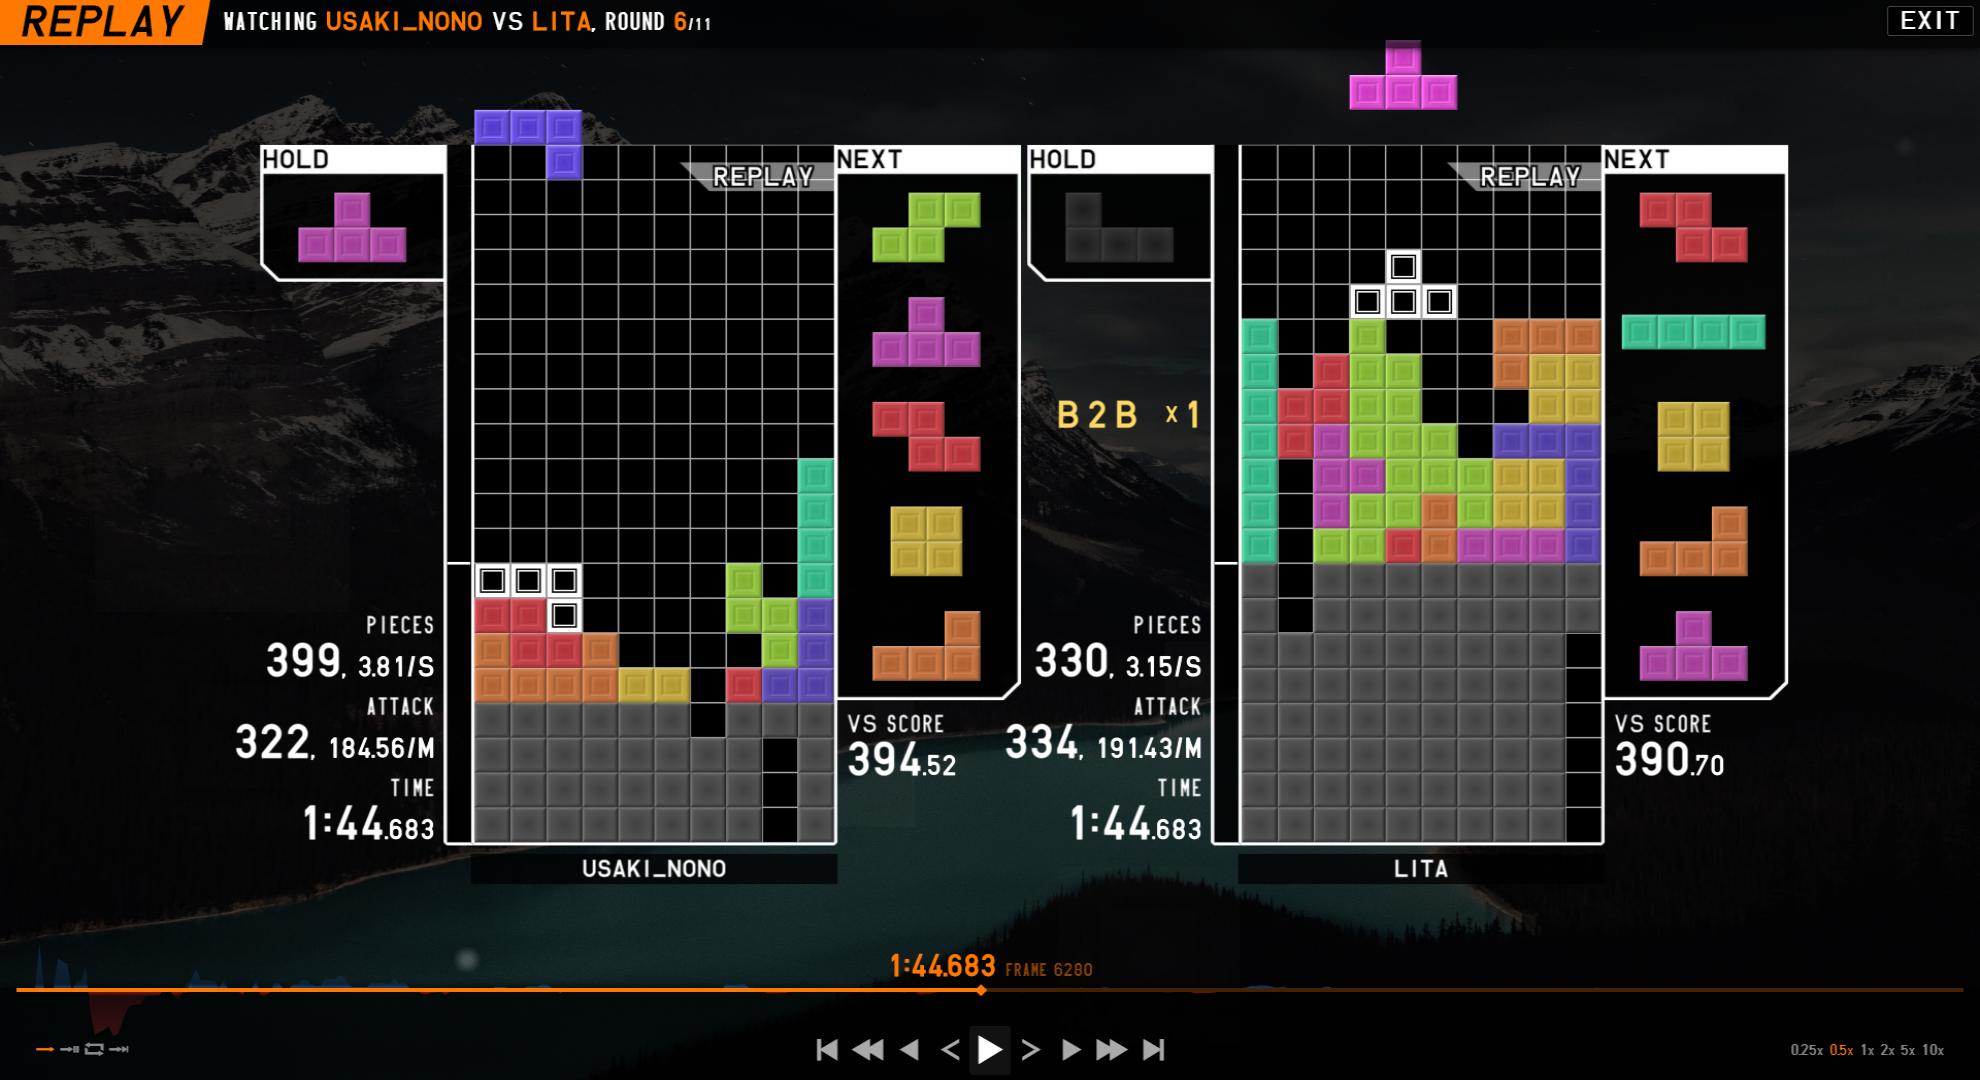 REPLAY
WATCHING USAKI_NONO VS LITA, ROUND 6/11
EXIT
HOLD
REPLAY
NEXT
PIECES
399, 3.81/S
ATTACK
322, 184.56/M
TIME
1:44.683
VS SCORE
394.52
USAKI_NONO
HOLD
REPLAY
NEXT
B2B x1
PIECES
330, 3.15/S
ATTACK
334, 191.43/M
TIME
1:44.683
VS SCORE
390.70
LITA
1:44.683 FRAME 6280
0.25x 0.5x 1x 2x 5x 10x